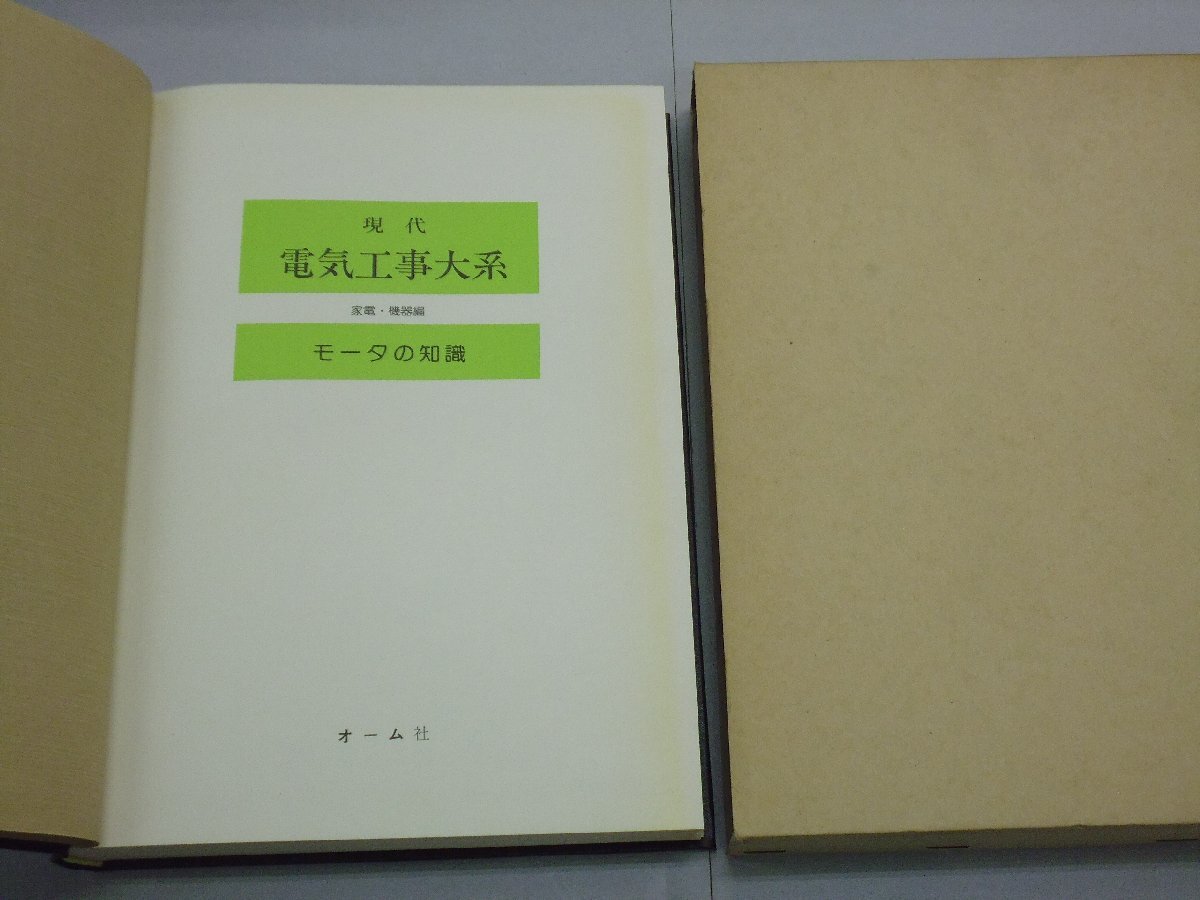 現代
電気工事大系
家電・機器編
モータの知識
オーム社